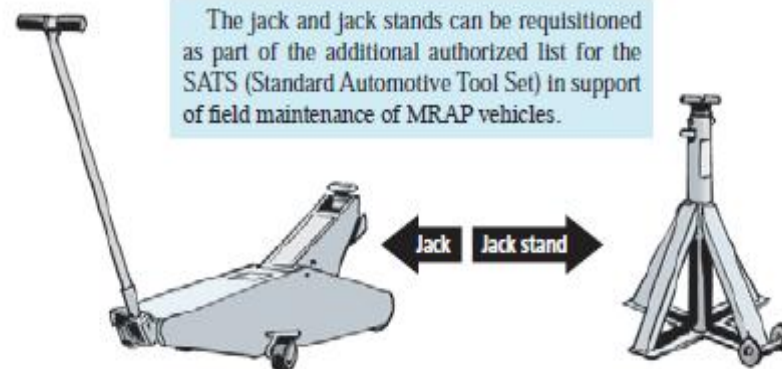 The jack and jack stands can be requisitioned
as part of the additional authorized list for the
SATS (Standard Automotive Tool Set) in support
of field maintenance of MRAP vehicles.
Jack
Jack stand